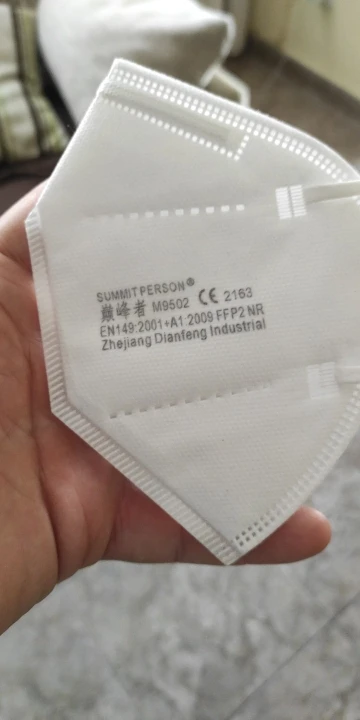 SUMMITPERSON®
巅峰者 M9502 CE 2163
EN149:2001+A1:2009 FFP2 NR
Zhejiang Dianfeng Industrial